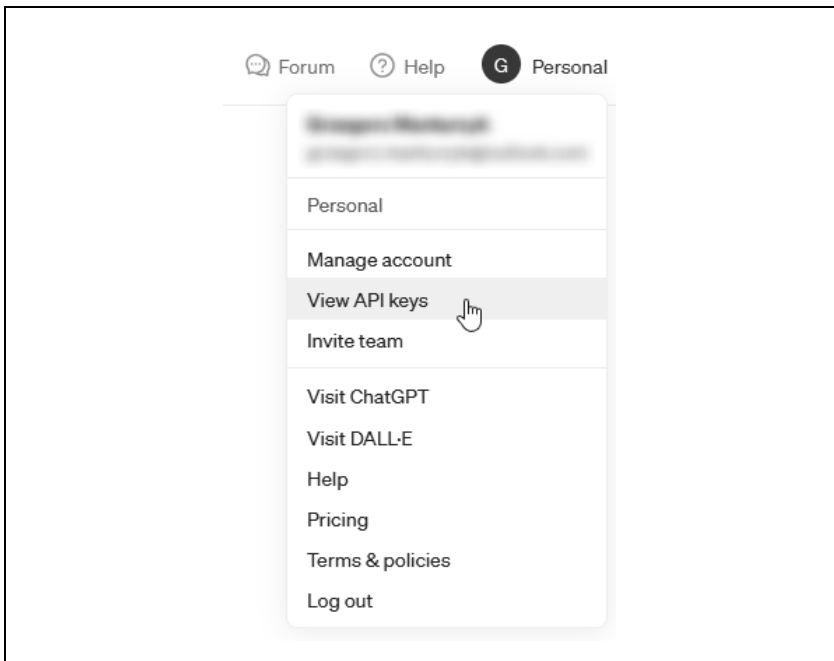 Forum Help G Personal
Personal
Manage account
View API keys
Invite team
Visit ChatGPT
Visit DALL·E
Help
Pricing
Terms & policies
Log out